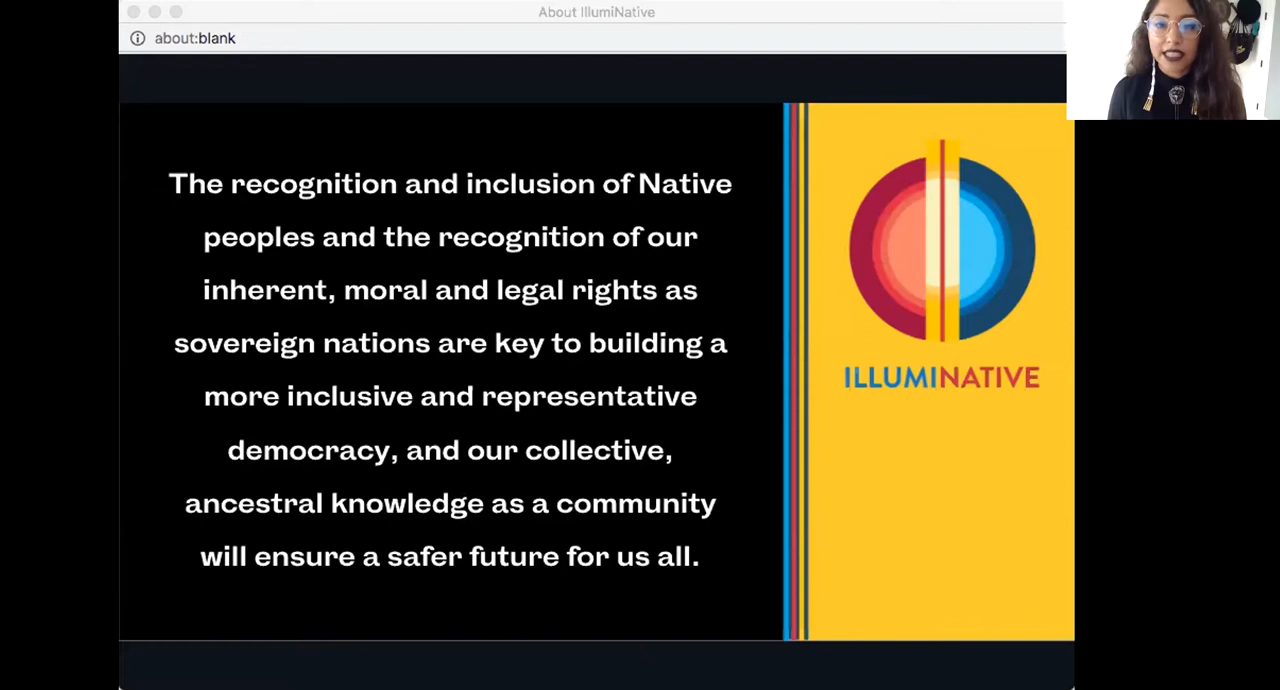 About IllumiNative
about:blank
The recognition and inclusion of Native
peoples and the recognition of our
inherent, moral and legal rights as
sovereign nations are key to building a
more inclusive and representative
democracy, and our collective,
ancestral knowledge as a community
will ensure a safer future for us all.
ILLUMINATIVE